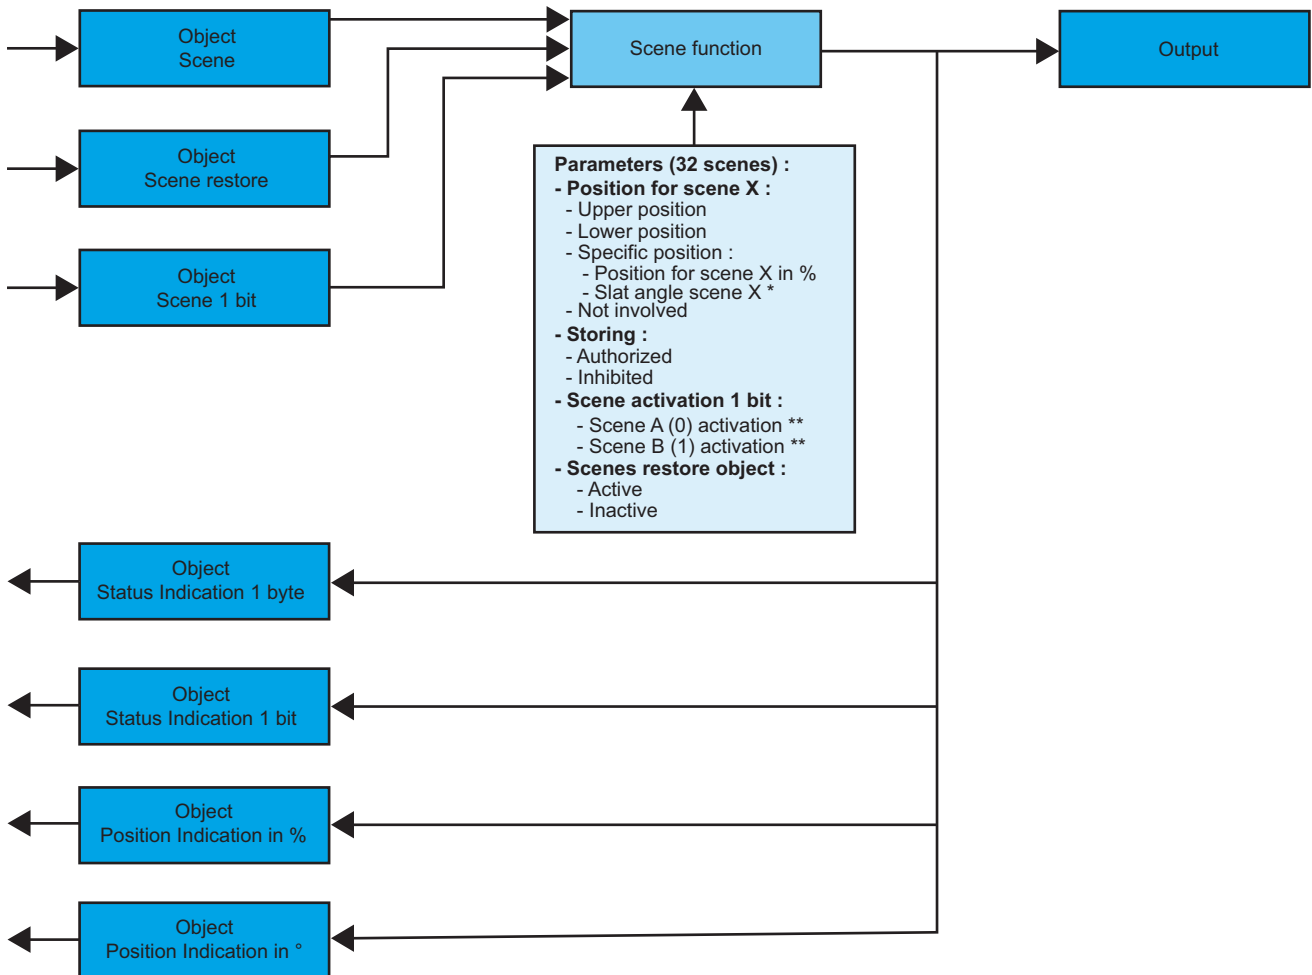 Object
Scene
Scene function
Output
Object
Scene restore
Object
Scene 1 bit
Parameters (32 scenes) :
- Position for scene X :
- Upper position
- Lower position
- Specific position :
- Position for scene X in %
- Slat angle scene X *
- Not involved
- Storing :
- Authorized
- Inhibited
- Scene activation 1 bit :
- Scene A (0) activation **
- Scene B (1) activation **
- Scenes restore object :
- Active
- Inactive
Object
Status Indication 1 byte
Object
Status Indication 1 bit
Object
Position Indication in %
Object
Position Indication in °